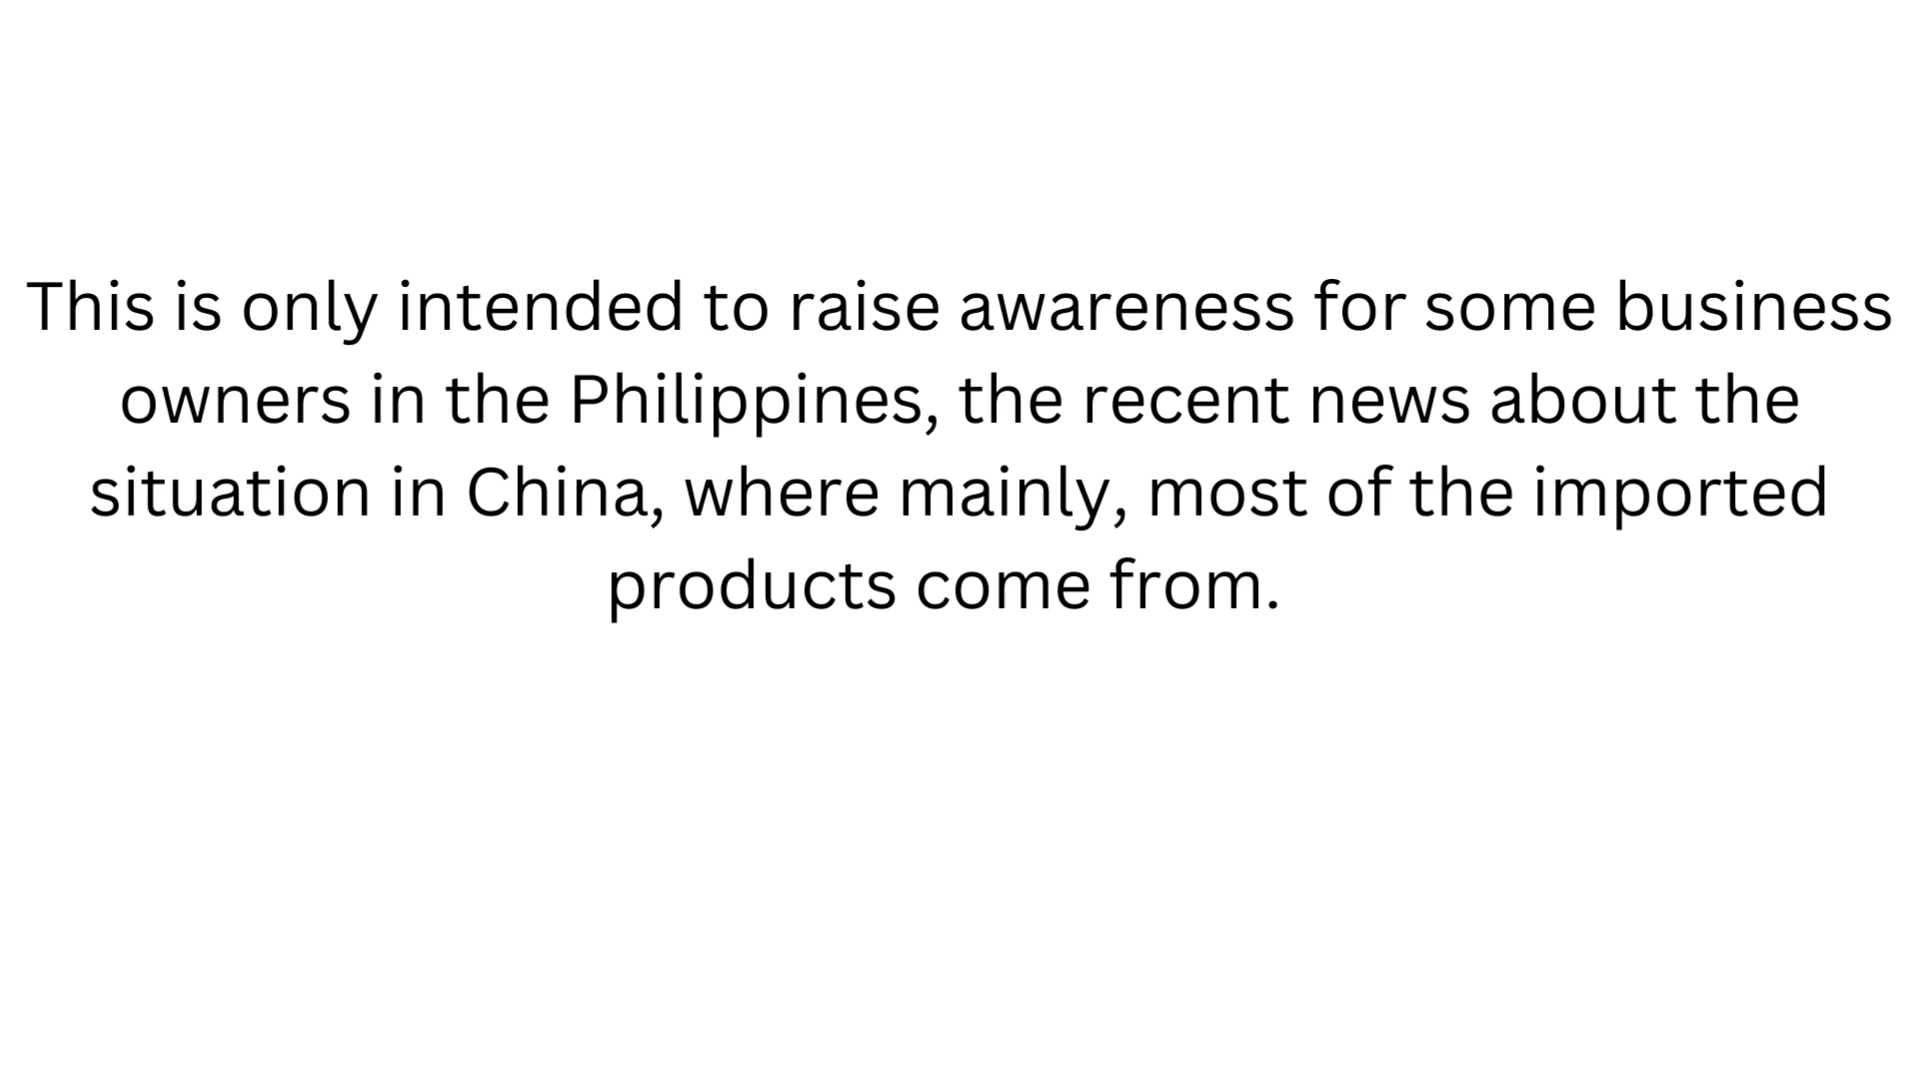 This is only intended to raise awareness for some business
owners in the Philippines, the recent news about the
situation in China, where mainly, most of the imported
products come from.